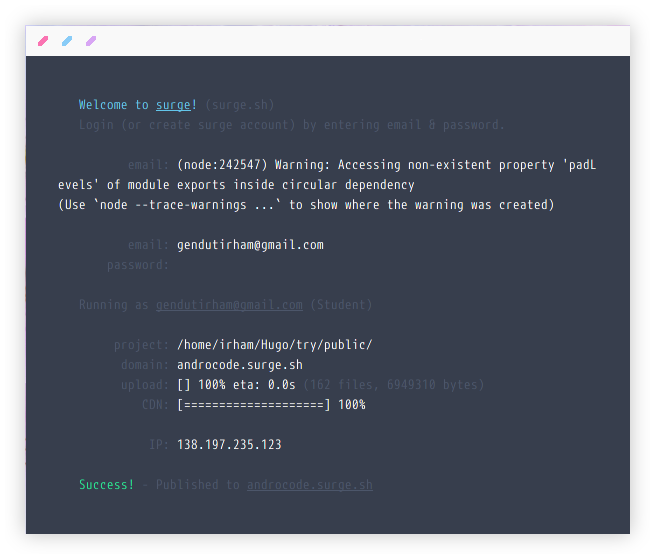 Welcome to surge! (surge.sh)
Login (or create surge account) by entering email & password.
email: (node:242547) Warning: Accessing non-existent property 'padL
evels' of module exports inside circular dependency
(Use `node --trace-warnings ...` to show where the warning was created)
email: gendutirham@gmail.com
password:
Running as gendutirham@gmail.com (Student)
project: /home/irham/Hugo/try/public/
domain: androcode.surge.sh
upload: [] 100% eta: 0.0s (162 files, 6949310 bytes)
CDN: [====================] 100%
IP: 138.197.235.123
Success! - Published to androcode.surge.sh